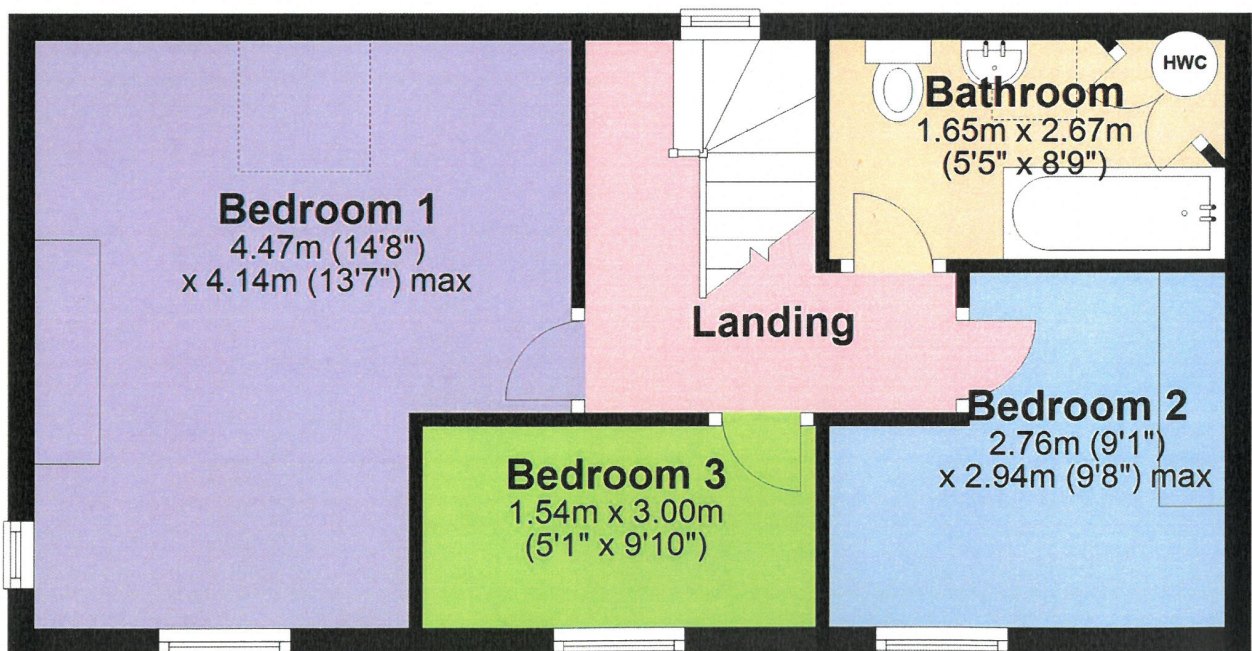 HWC
Bathroom
1.65m x 2.67m
(5'5" x 8'9")
Bedroom 1
4.47m (14'8")
x 4.14m (13'7") max
Landing
Bedroom 2
2.76m (9'1")
x 2.94m (9'8") max
Bedroom 3
1.54m x 3.00m
(5'1" x 9'10")